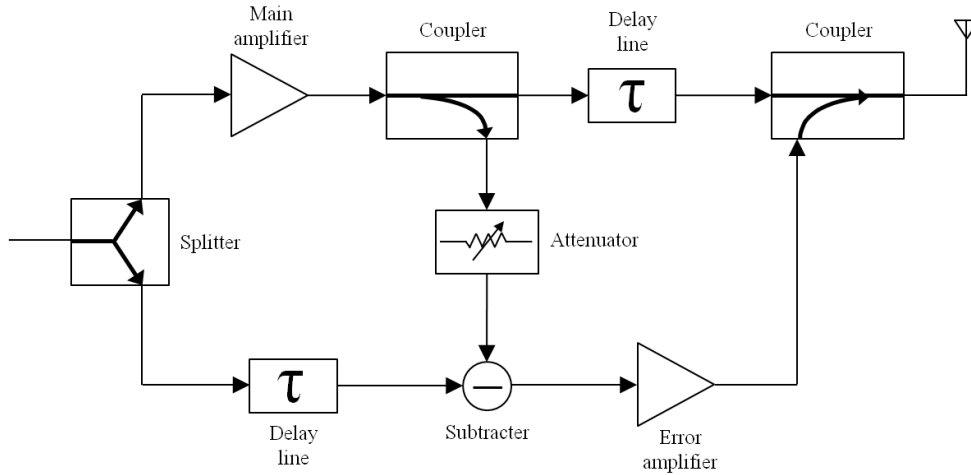 Main
amplifier
Coupler
Delay
line
Coupler
τ
Splitter
Attenuator
τ
Delay
line
Subtracter
Error
amplifier